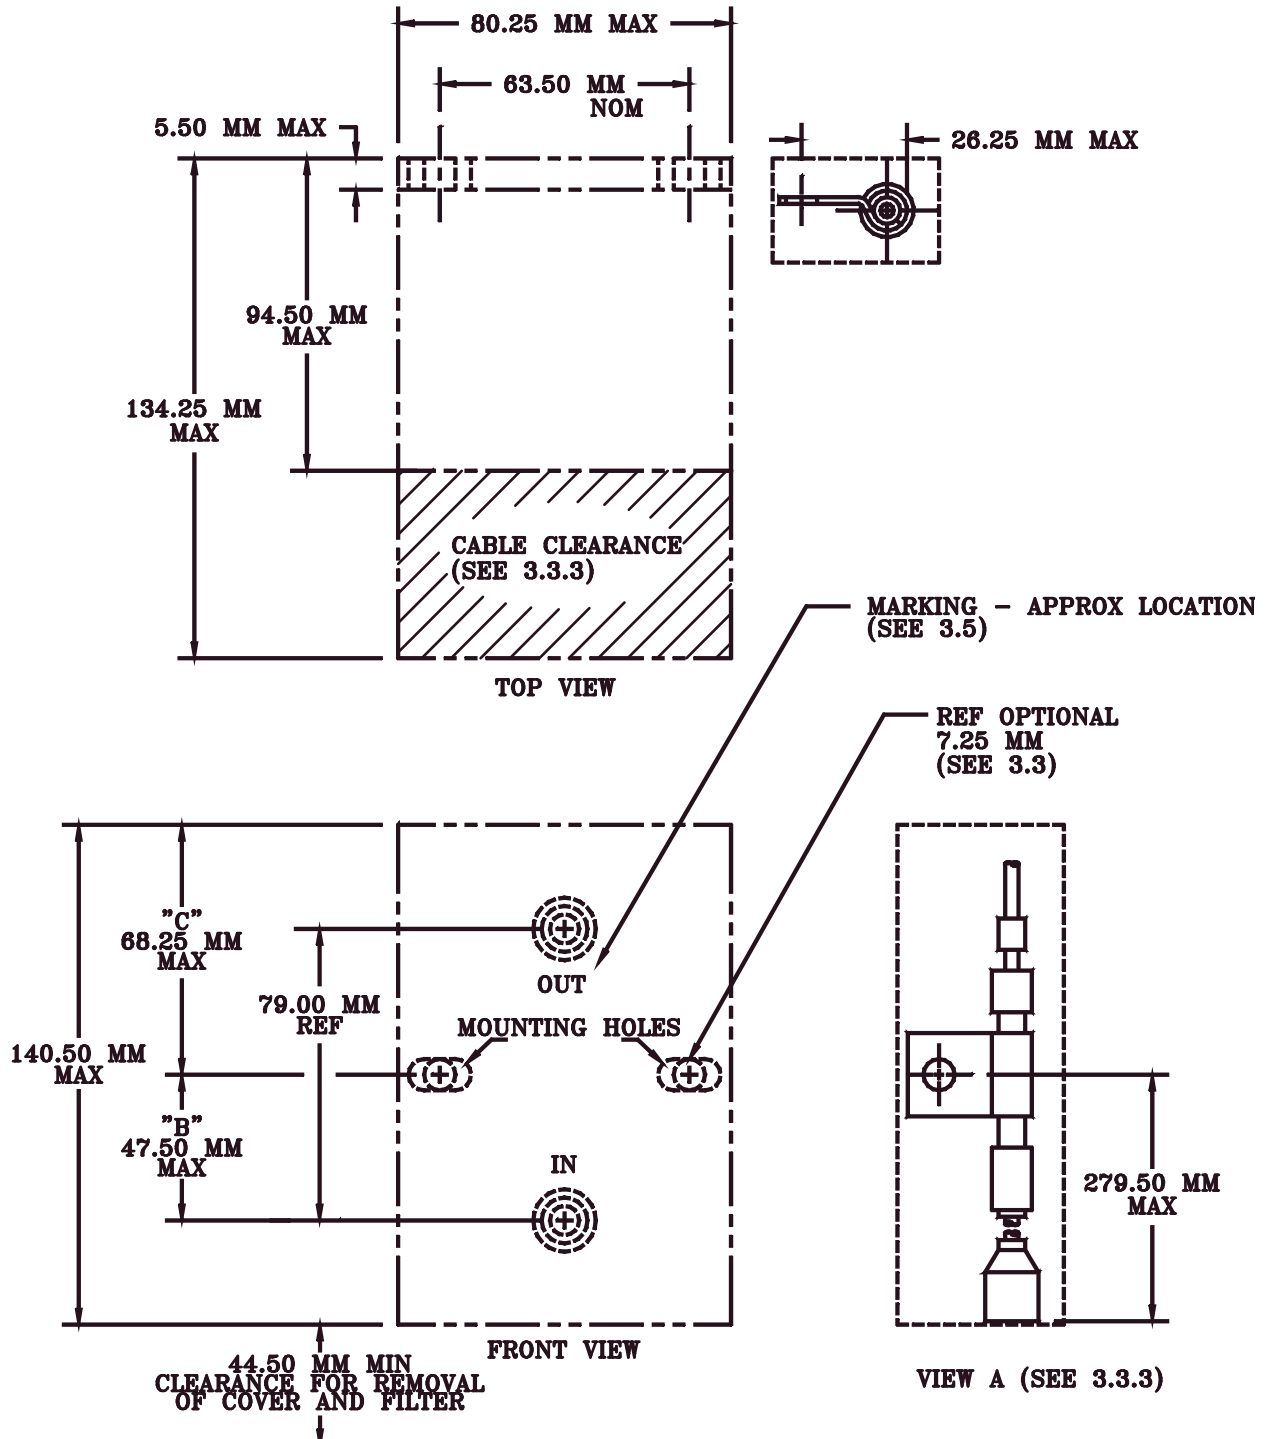 80.25 MM MAX
63.50 MM
NOM
5.50 MM MAX
26.25 MM MAX
94.50 MM
MAX
134.25 MM
MAX
CABLE CLEARANCE
(SEE 3.3.3)
MARKING - APPROX LOCATION
(SEE 3.5)
TOP VIEW
REF OPTIONAL
7.25 MM
(SEE 3.3)
"C"
68.25 MM
MAX
OUT
79.00 MM
REF
MOUNTING HOLES
140.50 MM
MAX
"B"
47.50 MM
MAX
IN
279.50 MM
MAX
FRONT VIEW
44.50 MM MIN
CLEARANCE FOR REMOVAL
OF COVER AND FILTER
VIEW A (SEE 3.3.3)